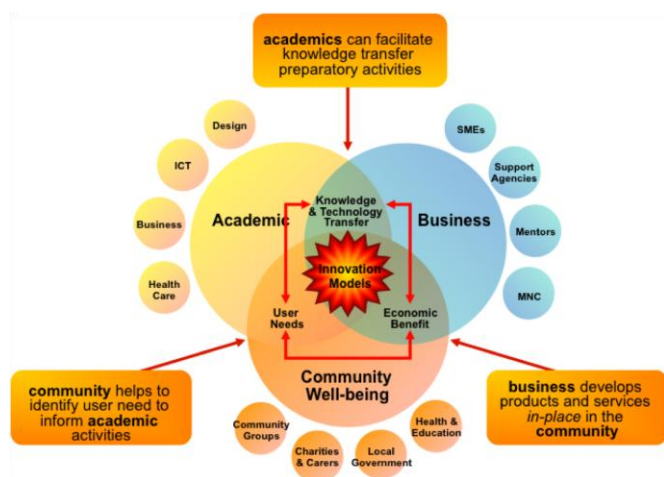 academics can facilitate
knowledge transfer
preparatory activities
Design
ICT
Business
Health
Care
SMEs
Support
Agencies
Mentors
MNC
Academic
Business
Knowledge
& Technology
Transfer
Innovation
Models
User
Needs
Economic
Benefit
Community
Well-being
community helps to
identify user need to
inform academic
activities
business develops
products and services
in-place in the
community
Community
Groups
Charities
& Carers
Local
Government
Health &
Education